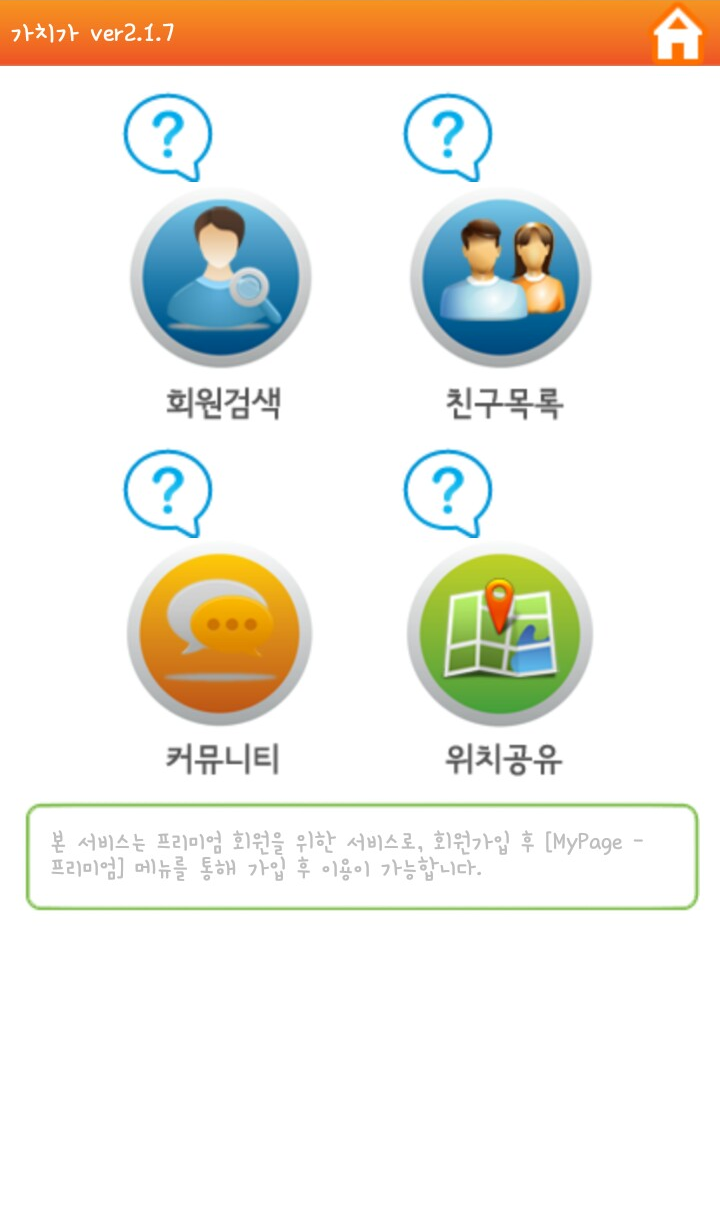 가치가 ver2.1.7
?
?
회원검색
친구목록
?
?
커뮤니티
위치공유
본 서비스는 프리미엄 회원을 위한 서비스로, 회원가입 후 [MyPage -
프리미엄] 메뉴를 통해 가입 후 이용이 가능합니다.